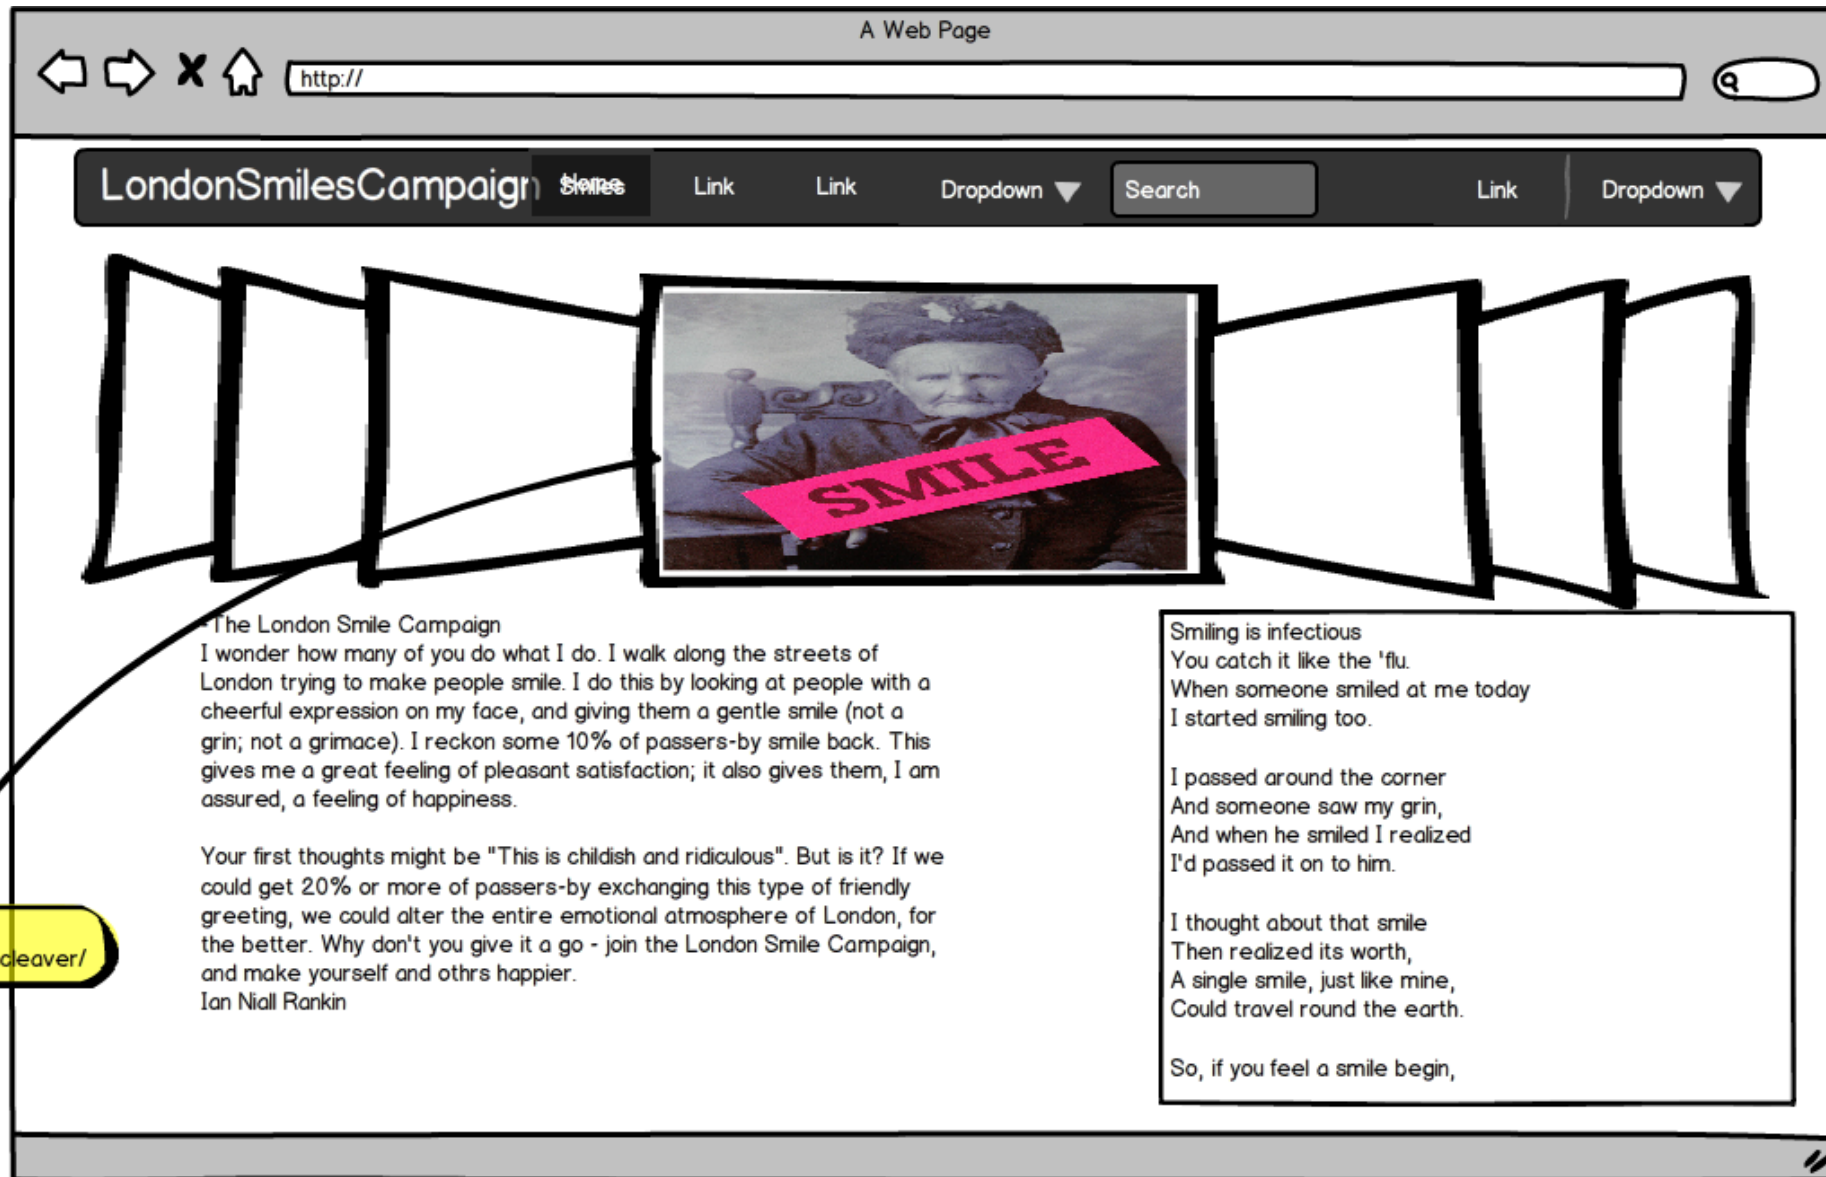 A Web Page
http://
LondonSmilesCampaign Home Smiles Link Link Dropdown Search Link Dropdown
SMILE
-The London Smile Campaign
I wonder how many of you do what I do. I walk along the streets of
London trying to make people smile. I do this by looking at people with a
cheerful expression on my face, and giving them a gentle smile (not a
grin; not a grimace). I reckon some 10% of passers-by smile back. This
gives me a great feeling of pleasant satisfaction; it also gives them, I am
assured, a feeling of happiness.
Your first thoughts might be "This is childish and ridiculous". But is it? If we
could get 20% or more of passers-by exchanging this type of friendly
greeting, we could alter the entire emotional atmosphere of London, for
the better. Why don't you give it a go - join the London Smile Campaign,
and make yourself and othrs happier.
Ian Niall Rankin
cleaver/
Smiling is infectious
You catch it like the 'flu.
When someone smiled at me today
I started smiling too.
I passed around the corner
And someone saw my grin,
And when he smiled I realized
I'd passed it on to him.
I thought about that smile
Then realized its worth,
A single smile, just like mine,
Could travel round the earth.
So, if you feel a smile begin,